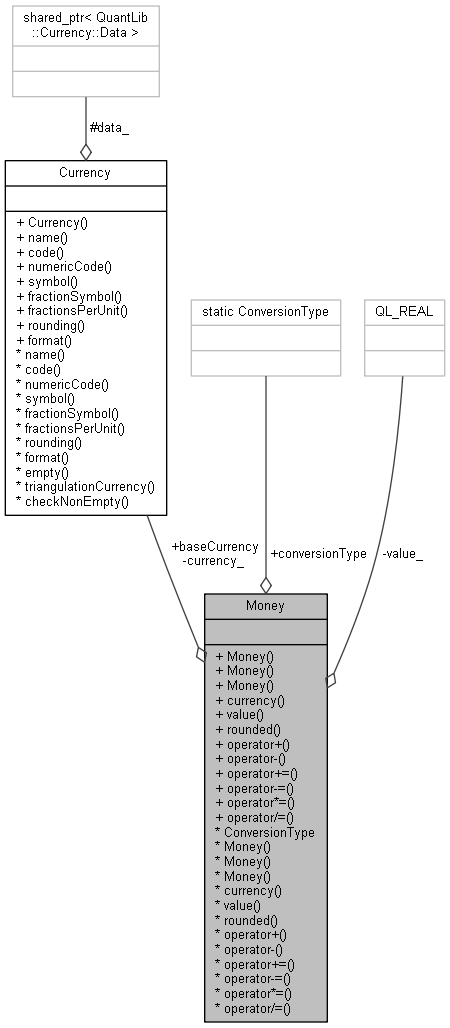 shared_ptr< QuantLib
::Currency::Data >
#data_
Currency
+ Currency()
+ name()
+ code()
+ numericCode()
+ symbol()
+ fractionSymbol()
+ fractionsPerUnit()
+ rounding()
+ format()
* name()
* code()
* numericCode()
* symbol()
* fractionSymbol()
* fractionsPerUnit()
* rounding()
* format()
* empty()
* triangulationCurrency()
* checkNonEmpty()
static ConversionType
QL_REAL
+baseCurrency
-currency_
+conversionType
-value_
Money
+ Money()
+ Money()
+ Money()
+ currency()
+ value()
+ rounded()
+ operator+()
+ operator-()
+ operator+=()
+ operator-=()
+ operator*=()
+ operator/=()
* ConversionType
* Money()
* Money()
* Money()
* currency()
* value()
* rounded()
* operator+()
* operator-()
* operator+=()
* operator-=()
* operator*=()
* operator/=()